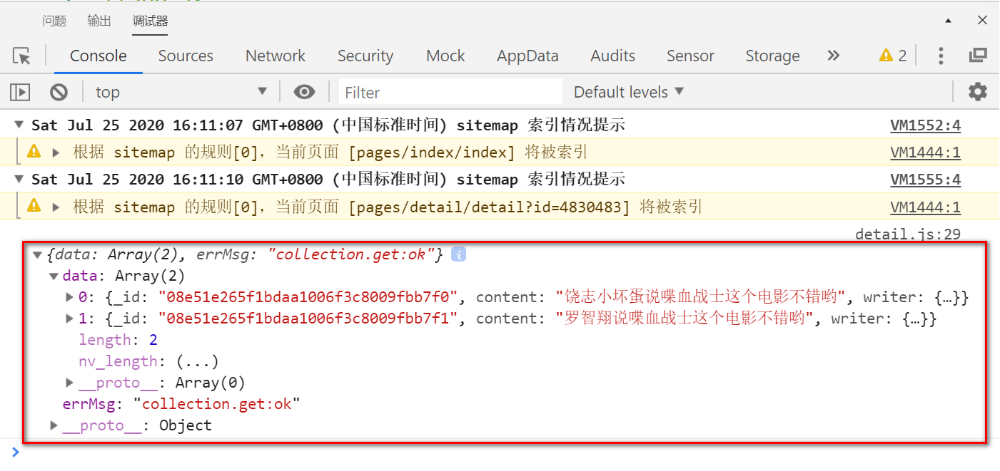 问题 输出 调试器
Console Sources Network Security Mock AppData Audits Sensor Storage 2
top Filter Default levels
Sat Jul 25 2020 16:11:07 GMT+0800 (中国标准时间) sitemap 索引情况提示 VM1552:4
根据 sitemap 的规则[0], 当前页面 [pages/index/index] 将被索引 VM1444:1
Sat Jul 25 2020 16:11:10 GMT+0800 (中国标准时间) sitemap 索引情况提示 VM1555:4
根据 sitemap 的规则[0], 当前页面 [pages/detail/detail?id=4830483] 将被索引 VM1444:1
detail.js:29
{data: Array(2), errMsg: "collection.get:ok"} i
data: Array(2)
0: {_id: "08e51e265f1bdaa1006f3c8009fbb7f0", content: "饶志小坏蛋说喋血战士这个电影不错哟", writer: {…}}
1: {_id: "08e51e265f1bdaa1006f3c8009fbb7f1", content: "罗智翔说喋血战士这个电影不错哟", writer: {…}}
length: 2
nv_length: (...)
__proto__: Array(0)
errMsg: "collection.get:ok"
__proto__: Object